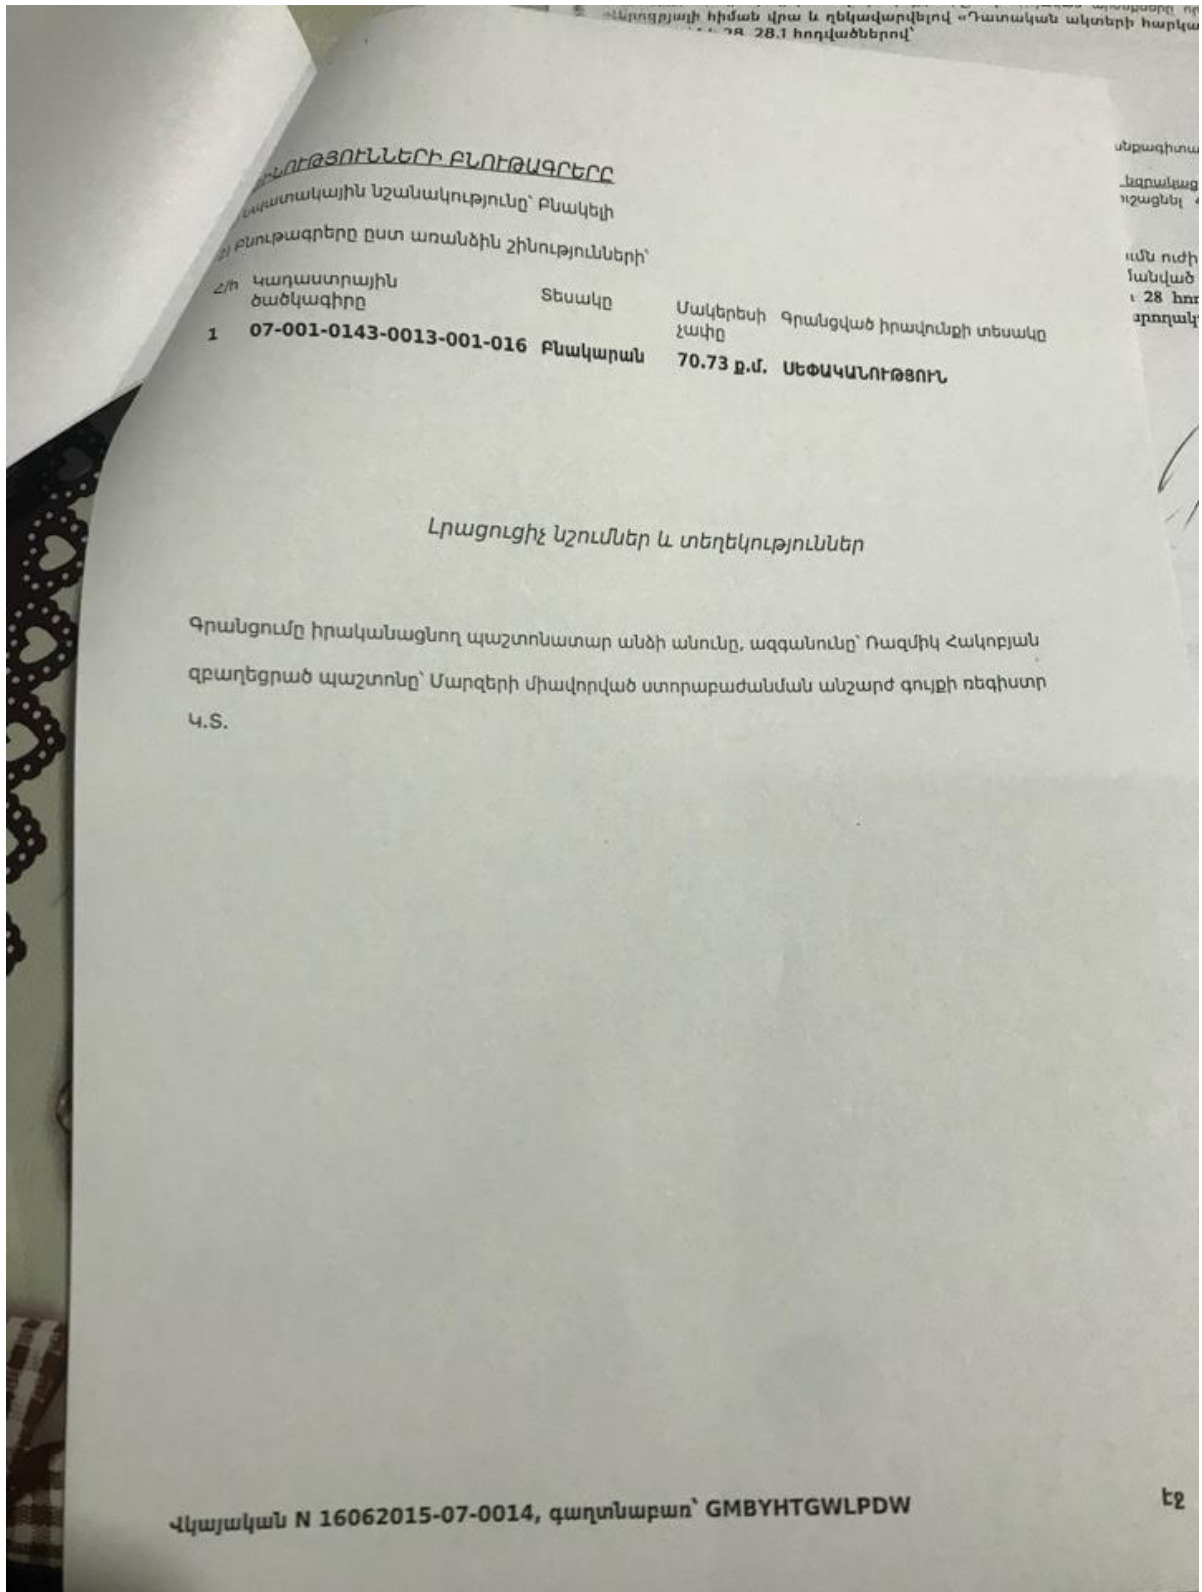 հիման վրա և ղեկավարվելով «Դատական ակտերի
28.1 հոդվածներով՝
ԲՆՈՒԹԱԳՐԵՐԸ
նշանակությունը՝ Բնակելի
Բնութագրերը ըստ առանձին շինությունների՝
Հ/հ Կադաստրային ծածկագիրը Տեսակը Մակերեսի չափը Գրանցված իրավունքի տեսակը
1 07-001-0143-0013-001-016 Բնակարան 70.73 ք.մ. ՍԵՓԱԿԱՆՈՒԹՅՈՒՆ
28
Լրացուցիչ նշումներ և տեղեկություններ
Գրանցումը իրականացնող պաշտոնատար անձի անունը, ազգանունը՝ Ռազմիկ Հակոբյան
զբաղեցրած պաշտոնը՝ Մարզերի միավորված ստորաբաժանման անշարժ գույքի ռեգիստր
Կ.Տ.
Վկայական N 16062015-07-0014, գաղտնաբառ՝ GMBYHTGWLPDW
էջ